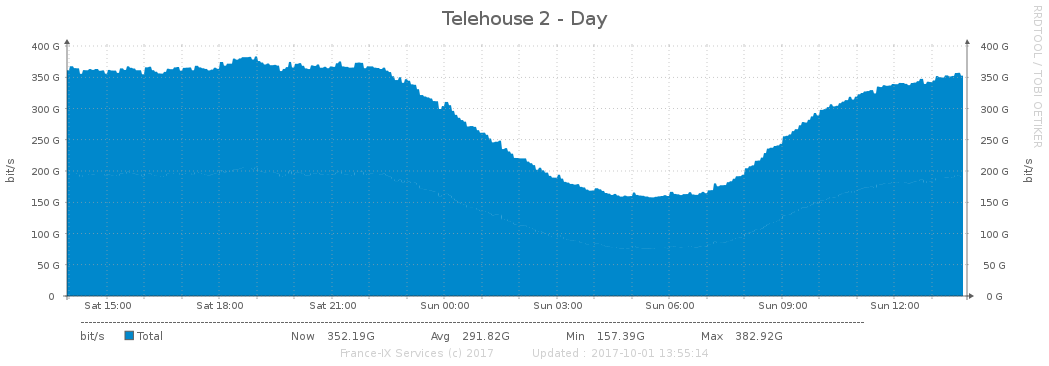 Telehouse 2 - Day
RRDTOOL / TOBI OETIKER
400 G 400 G
350 G 350 G
300 G 300 G
250 G 250 G
200 G 200 G
150 G 150 G
100 G 100 G
50 G 50 G
0 0 G
bit/s bit/s
Sat 15:00 Sat 18:00 Sat 21:00 Sun 00:00 Sun 03:00 Sun 06:00 Sun 09:00 Sun 12:00
bit/s Total Now 352.19G Avg 291.82G Min 157.39G Max 382.92G
France-IX Services (c) 2017 Updated : 2017-10-01 13:55:14